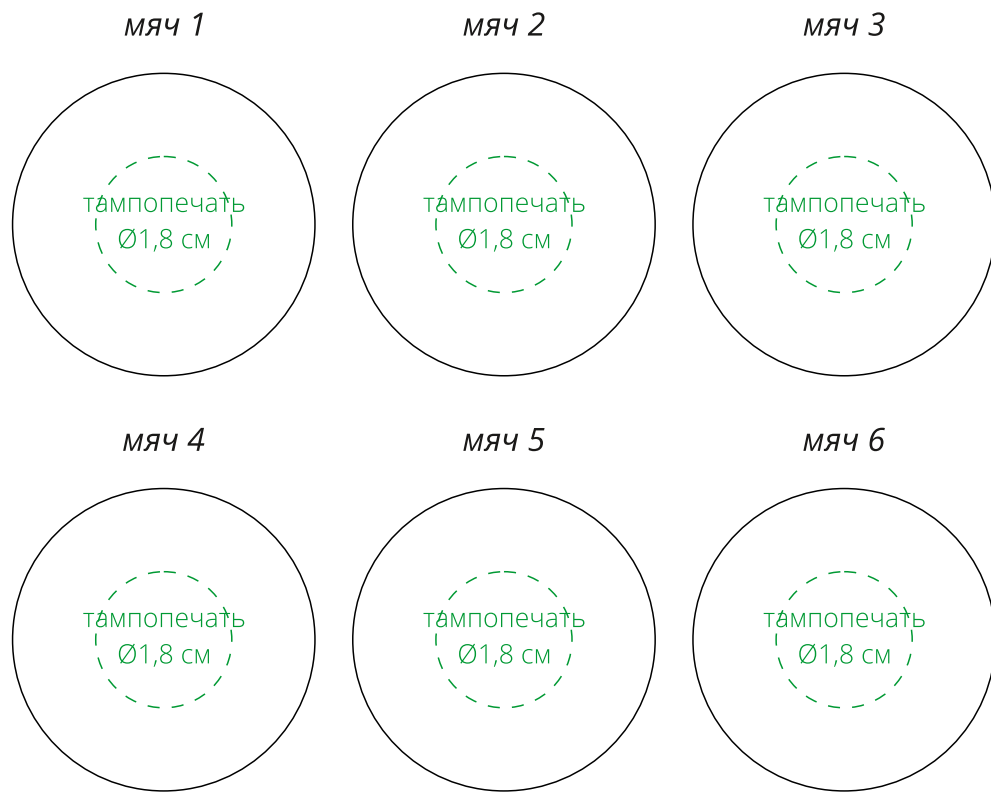 мяч 1
мяч 2
мяч 3
тампопечать
Ø1,8 см
тампопечать
Ø1,8 см
тампопечать
Ø1,8 см
мяч 4
мяч 5
мяч 6
тампопечать
Ø1,8 см
тампопечать
Ø1,8 см
тампопечать
Ø1,8 см